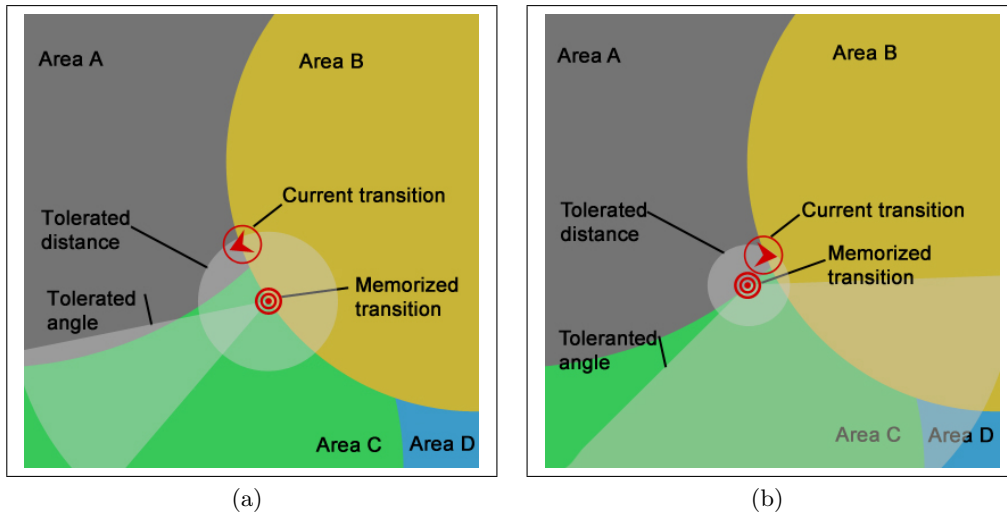 Area A
Area B
Current transition
Tolerated
distance
Memorized
transition
Tolerated
angle
Area C
Area D
(a)
Area A
Area B
Tolerated
distance
Current transition
Memorized
transition
Toleranted
angle
Area C
Area D
(b)